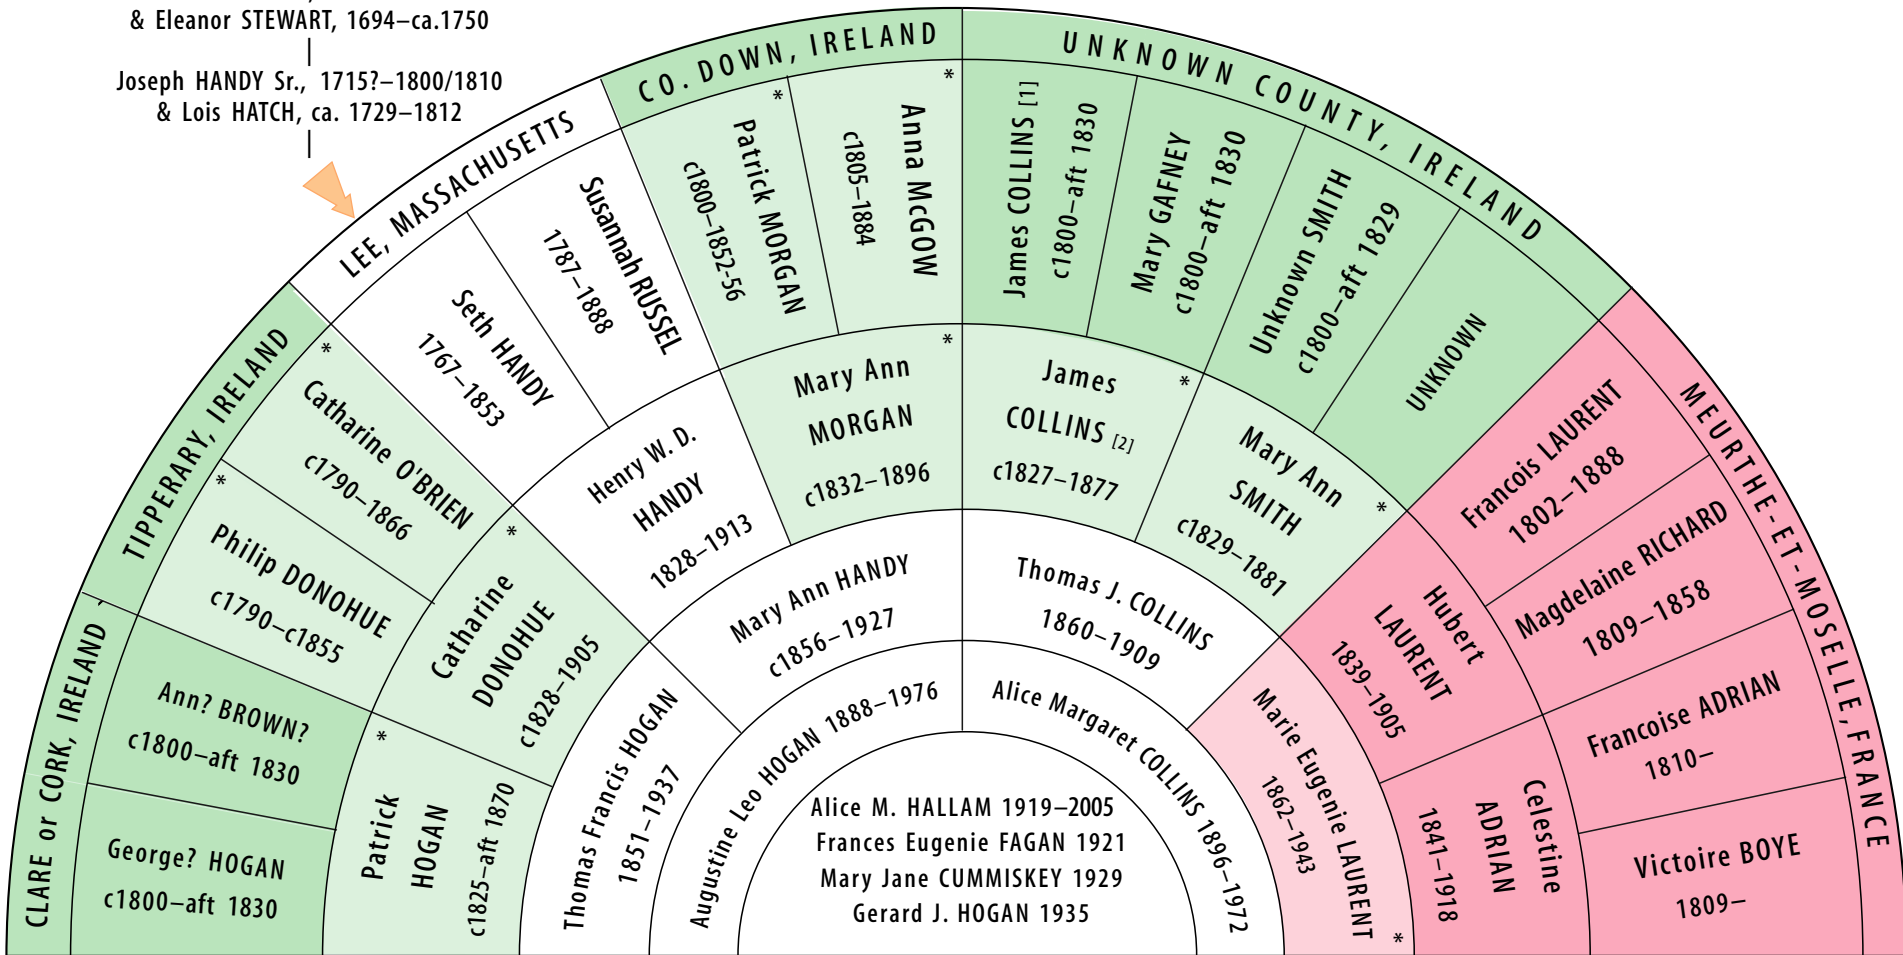 & Eleanor STEWART, 1694–ca.1750
Joseph HANDY Sr., 1715?–1800/1810
& Lois HATCH, ca. 1729–1812
CLARE or CORK, IRELAND
TIPPERARY, IRELAND
LEE, MASSACHUSETTS
CO. DOWN, IRELAND
UNKNOWN COUNTY, IRELAND
MEURTHE-ET-MOSELLE, FRANCE
George? HOGAN
c1800–aft 1830
Ann? BROWN?
c1800–aft 1830
Philip DONOHUE
c1790–c1855
*
Catharine O'BRIEN
c1790–1866
*
Seth HANDY
1767–1853
Susannah RUSSEL
1787–1888
Patrick MORGAN
c1800–1852-56
*
Anna McGOW
c1805–1884
*
James COLLINS [1]
c1800–aft 1830
Mary GAFNEY
c1800–aft 1830
Unknown SMITH
c1800–aft 1829
UNKNOWN
Francois LAURENT
1802–1888
Magdelaine RICHARD
1809–1858
Francoise ADRIAN
1810–
Victoire BOYE
1809–
Patrick
HOGAN
c1825–aft 1870
*
Catharine
DONOHUE
c1828–1905
*
Henry W. D.
HANDY
1828–1913
Mary Ann
MORGAN
c1832–1896
*
James
COLLINS [2]
c1827–1877
*
Mary Ann
SMITH
c1829–1881
*
Hubert
LAURENT
1839–1905
Celestine
ADRIAN
1841–1918
Thomas Francis HOGAN
1851–1937
Mary Ann HANDY
c1856–1927
Thomas J. COLLINS
1860–1909
Marie Eugenie LAURENT
1862–1943
*
Augustine Leo HOGAN 1888–1976
Alice Margaret COLLINS 1896–1972
Alice M. HALLAM 1919–2005
Frances Eugenie FAGAN 1921
Mary Jane CUMMISKEY 1929
Gerard J. HOGAN 1935